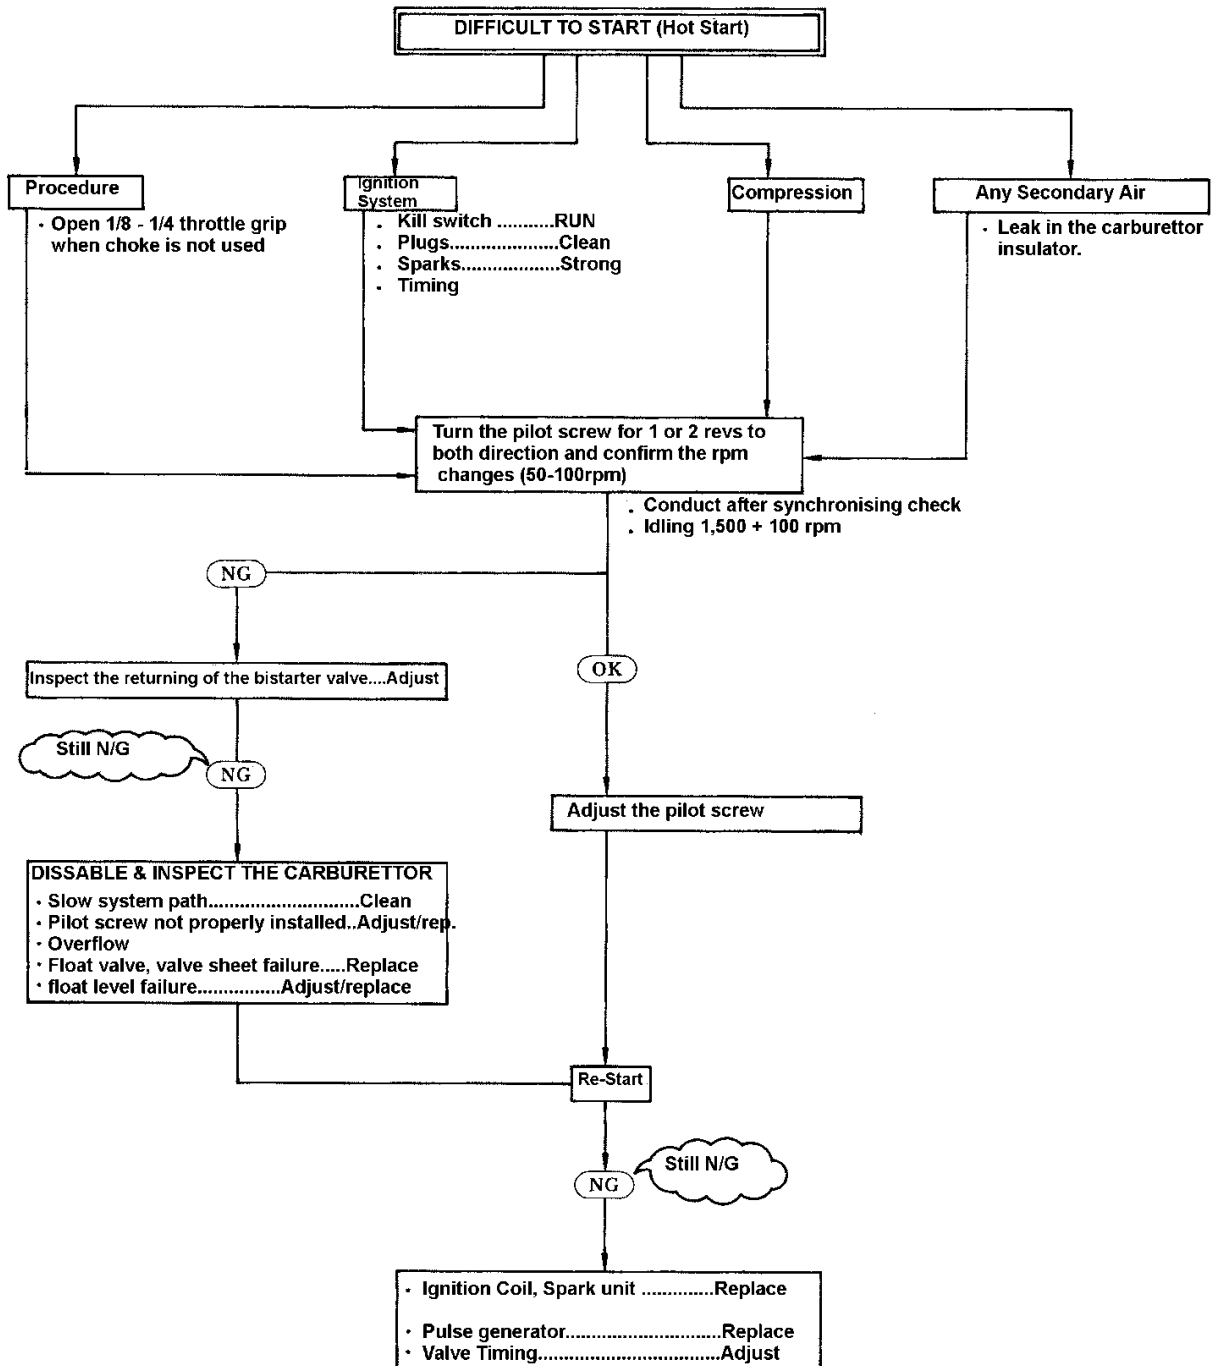 DIFFICULT TO START (Hot Start)
Procedure
· Open 1/8 - 1/4 throttle grip
when choke is not used
Ignition
System
. Kill switch ...........RUN
. Plugs......................Clean
. Sparks....................Strong
. Timing
Compression
Any Secondary Air
· Leak in the carburettor
insulator.
Turn the pilot screw for 1 or 2 revs to
both direction and confirm the rpm
changes (50-100rpm)
. Conduct after synchronising check
. Idling 1,500 + 100 rpm
NG
OK
Inspect the returning of the bistarter valve....Adjust
Still N/G
NG
Adjust the pilot screw
DISSABLE & INSPECT THE CARBURETTOR
· Slow system path.............................Clean
· Pilot screw not properly installed..Adjust/rep.
· Overflow
· Float valve, valve sheet failure.....Replace
· float level failure................Adjust/replace
Re-Start
Still N/G
NG
· Ignition Coil, Spark unit ..............Replace
· Pulse generator..............................Replace
· Valve Timing...................................Adjust